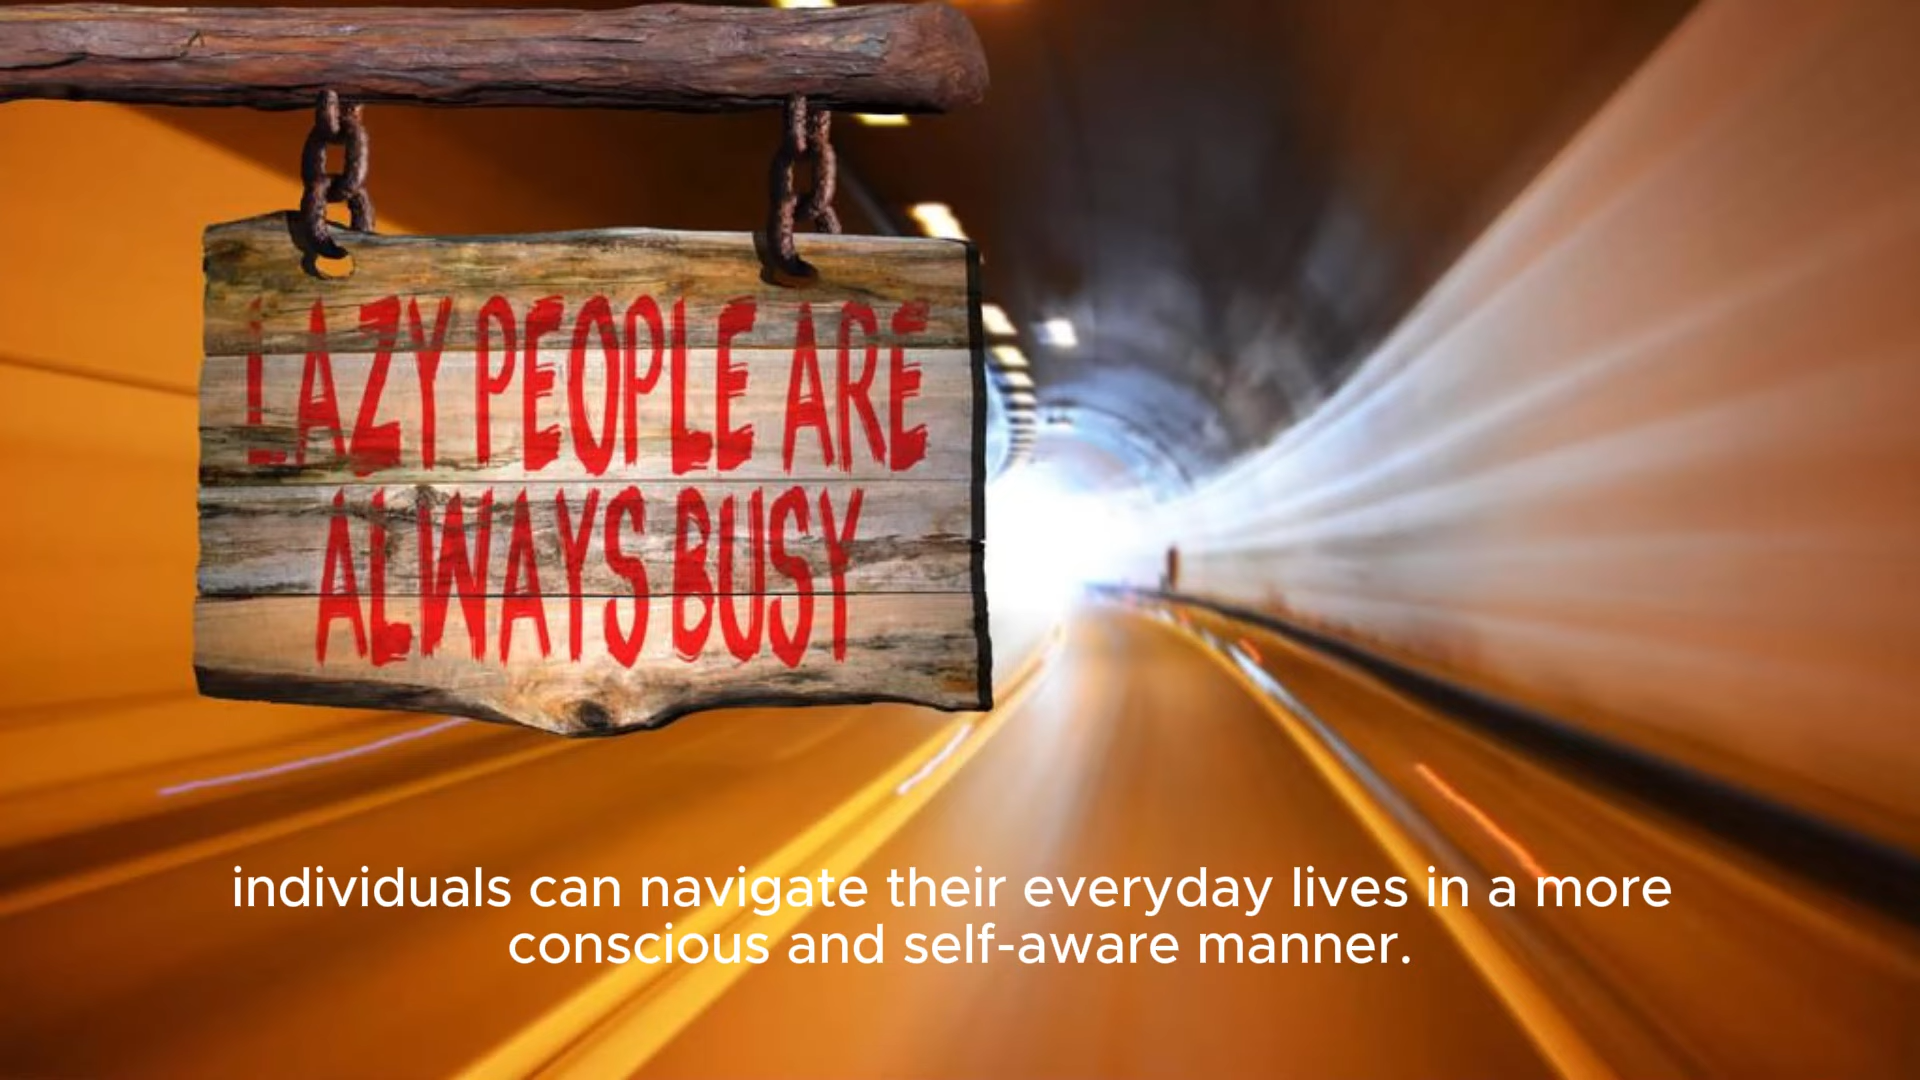 LAZY PEOPLE ARE
ALWAYS BUSY
individuals can navigate their everyday lives in a more
conscious and self-aware manner.